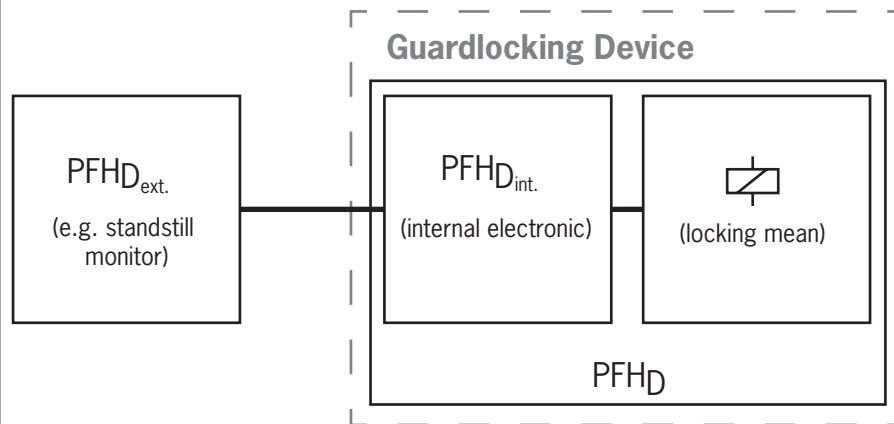 Guardlocking Device
PFHDext.
(e.g. standstill
monitor)
PFHDint.
(internal electronic)
(locking mean)
PFHD